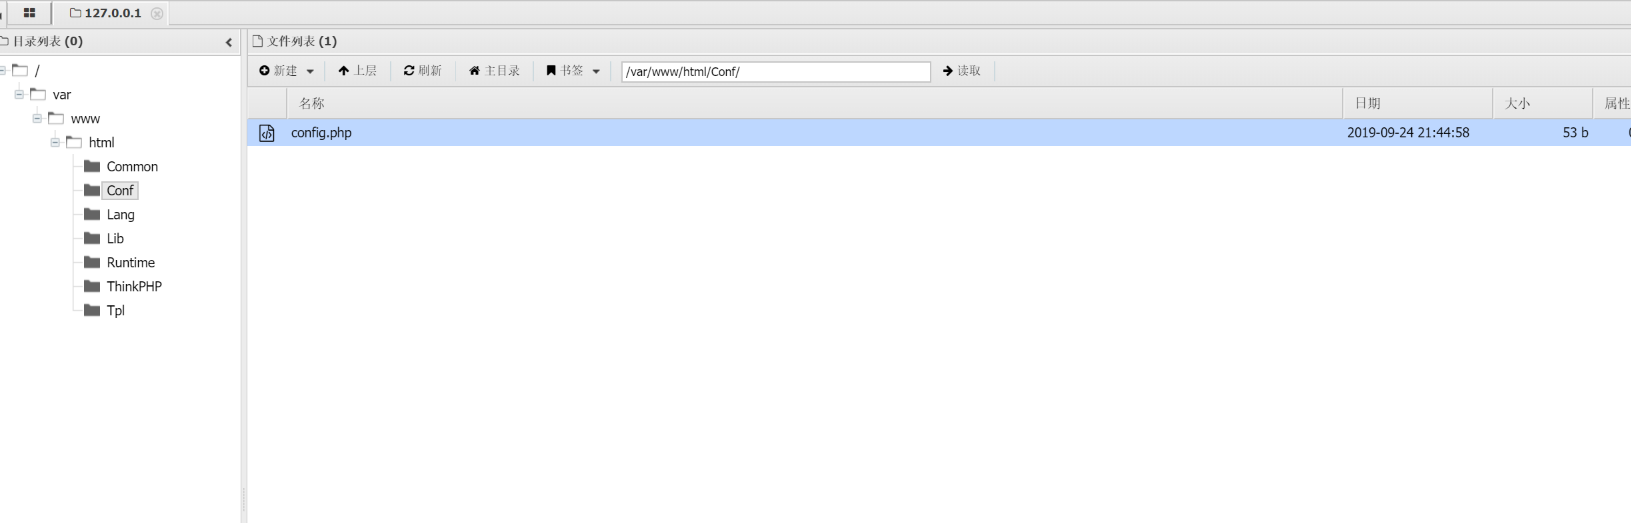 127.0.0.1
目录列表 (0)
文件列表 (1)
新建 上层 刷新 主目录 书签 /var/www/html/Conf/ 读取
/
var
www
html
Common
Conf
Lang
Lib
Runtime
ThinkPHP
Tpl
名称 日期 大小 属性
config.php 2019-09-24 21:44:58 53 b